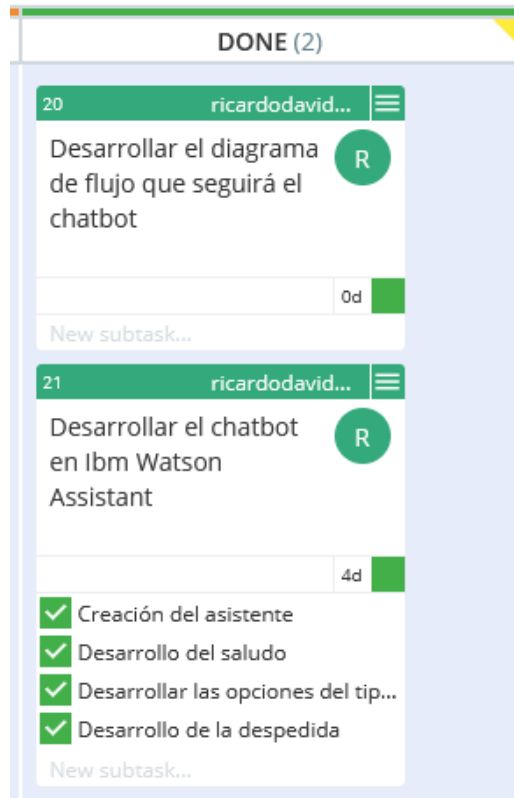 DONE (2)
20 ricardodavid...
Desarrollar el diagrama
de flujo que seguirá el
chatbot
R
0d
New subtask...
21 ricardodavid...
Desarrollar el chatbot
en Ibm Watson
Assistant
R
4d
Creación del asistente
Desarrollo del saludo
Desarrollar las opciones del tip...
Desarrollo de la despedida
New subtask...